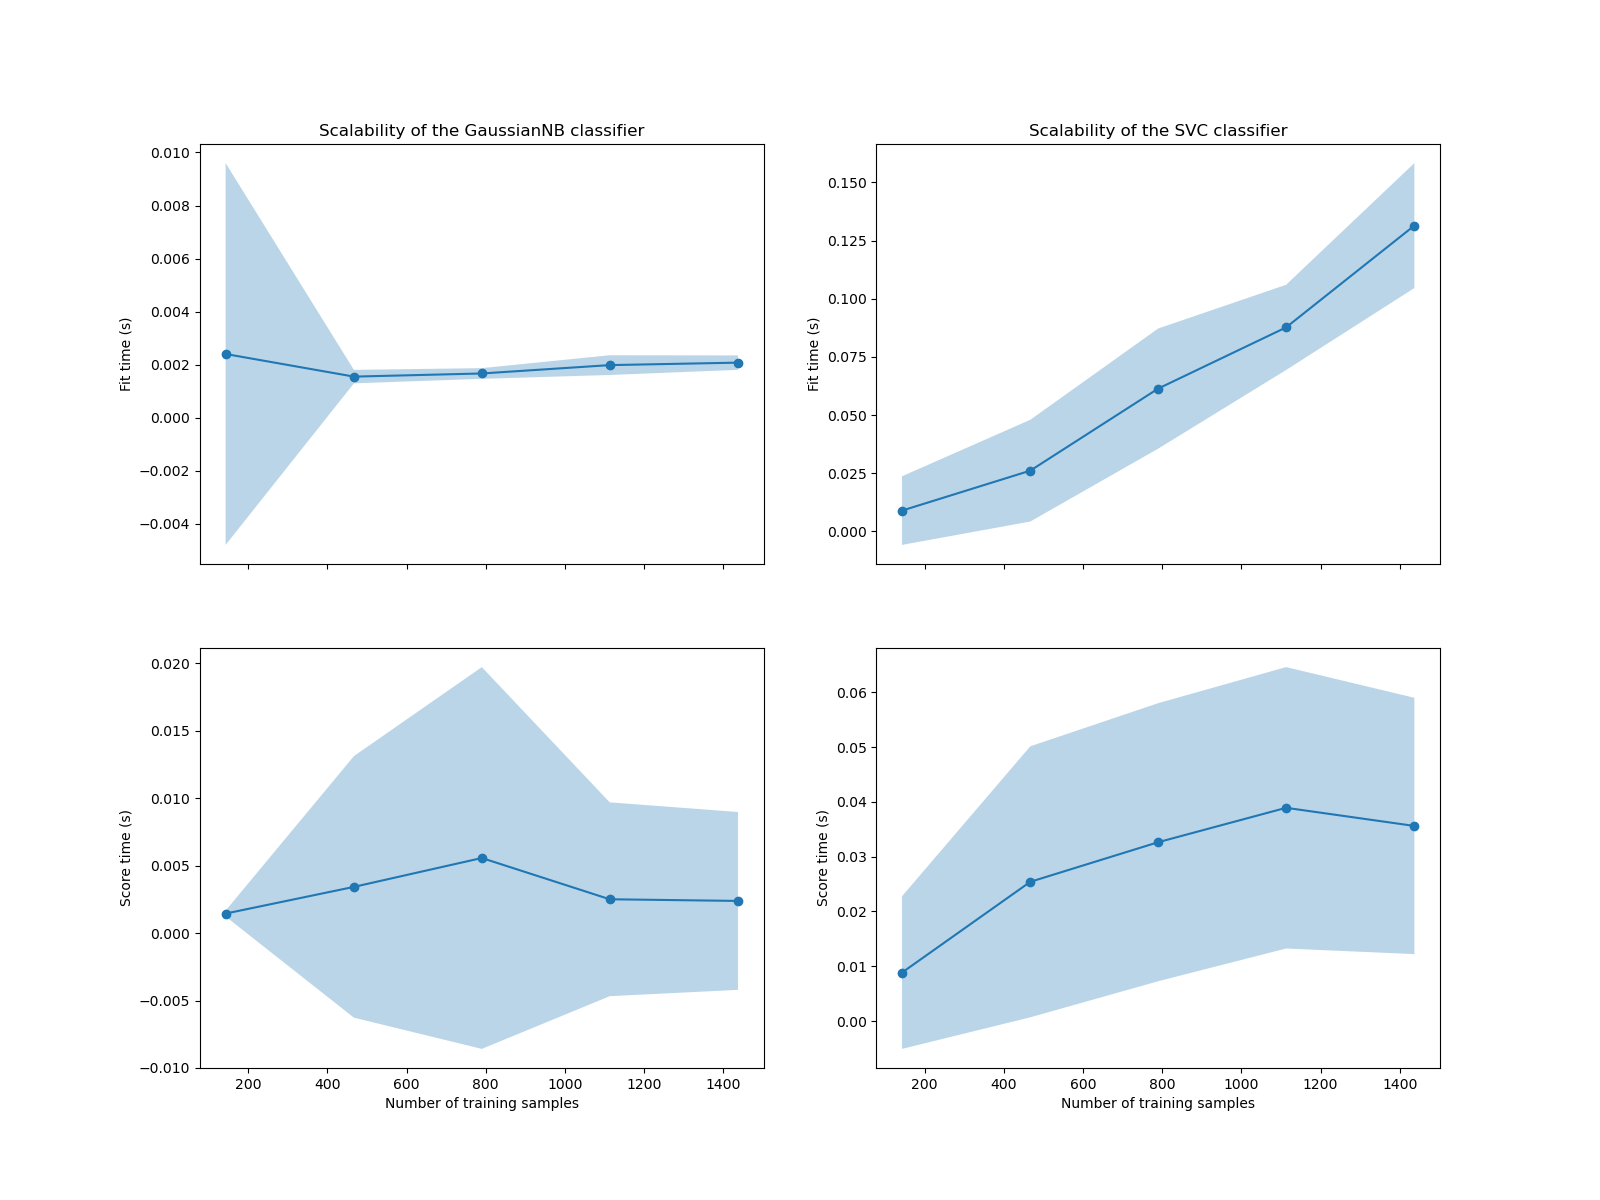 Scalability of the GaussianNB classifier
0.010
0.008
0.006
0.004
0.002
0.000
−0.002
−0.004
Fit time (s)
Scalability of the SVC classifier
0.150
0.125
0.100
0.075
0.050
0.025
0.000
Fit time (s)
0.020
0.015
0.010
0.005
0.000
−0.005
−0.010
Score time (s)
200 400 600 800 1000 1200 1400
Number of training samples
0.06
0.05
0.04
0.03
0.02
0.01
0.00
Score time (s)
200 400 600 800 1000 1200 1400
Number of training samples